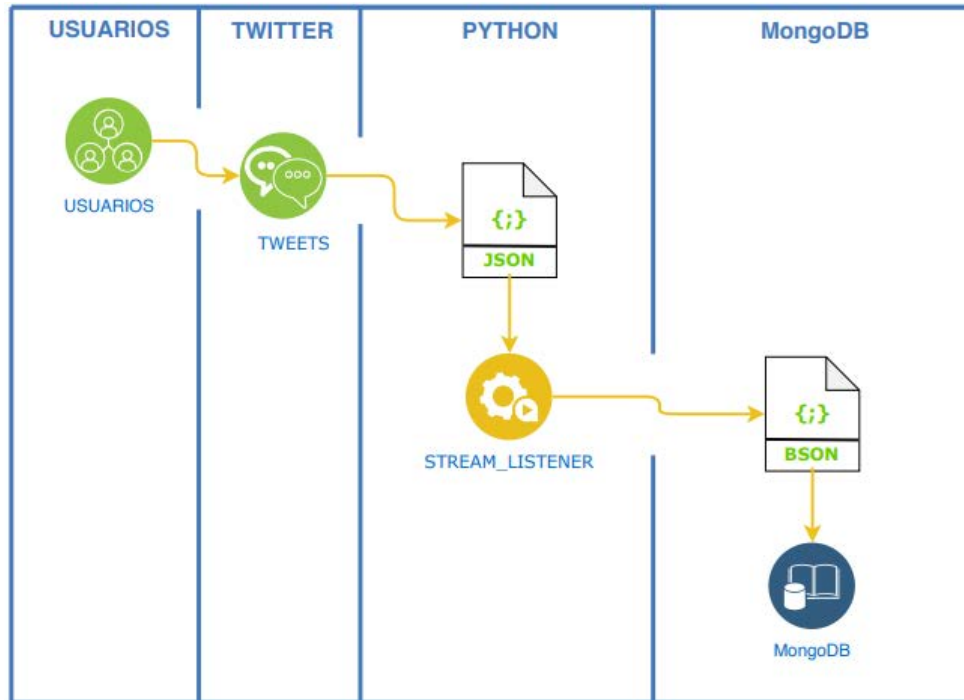 USUARIOS
TWITTER
PYTHON
MongoDB
USUARIOS
TWEETS
{;}
JSON
STREAM_LISTENER
{;}
BSON
MongoDB